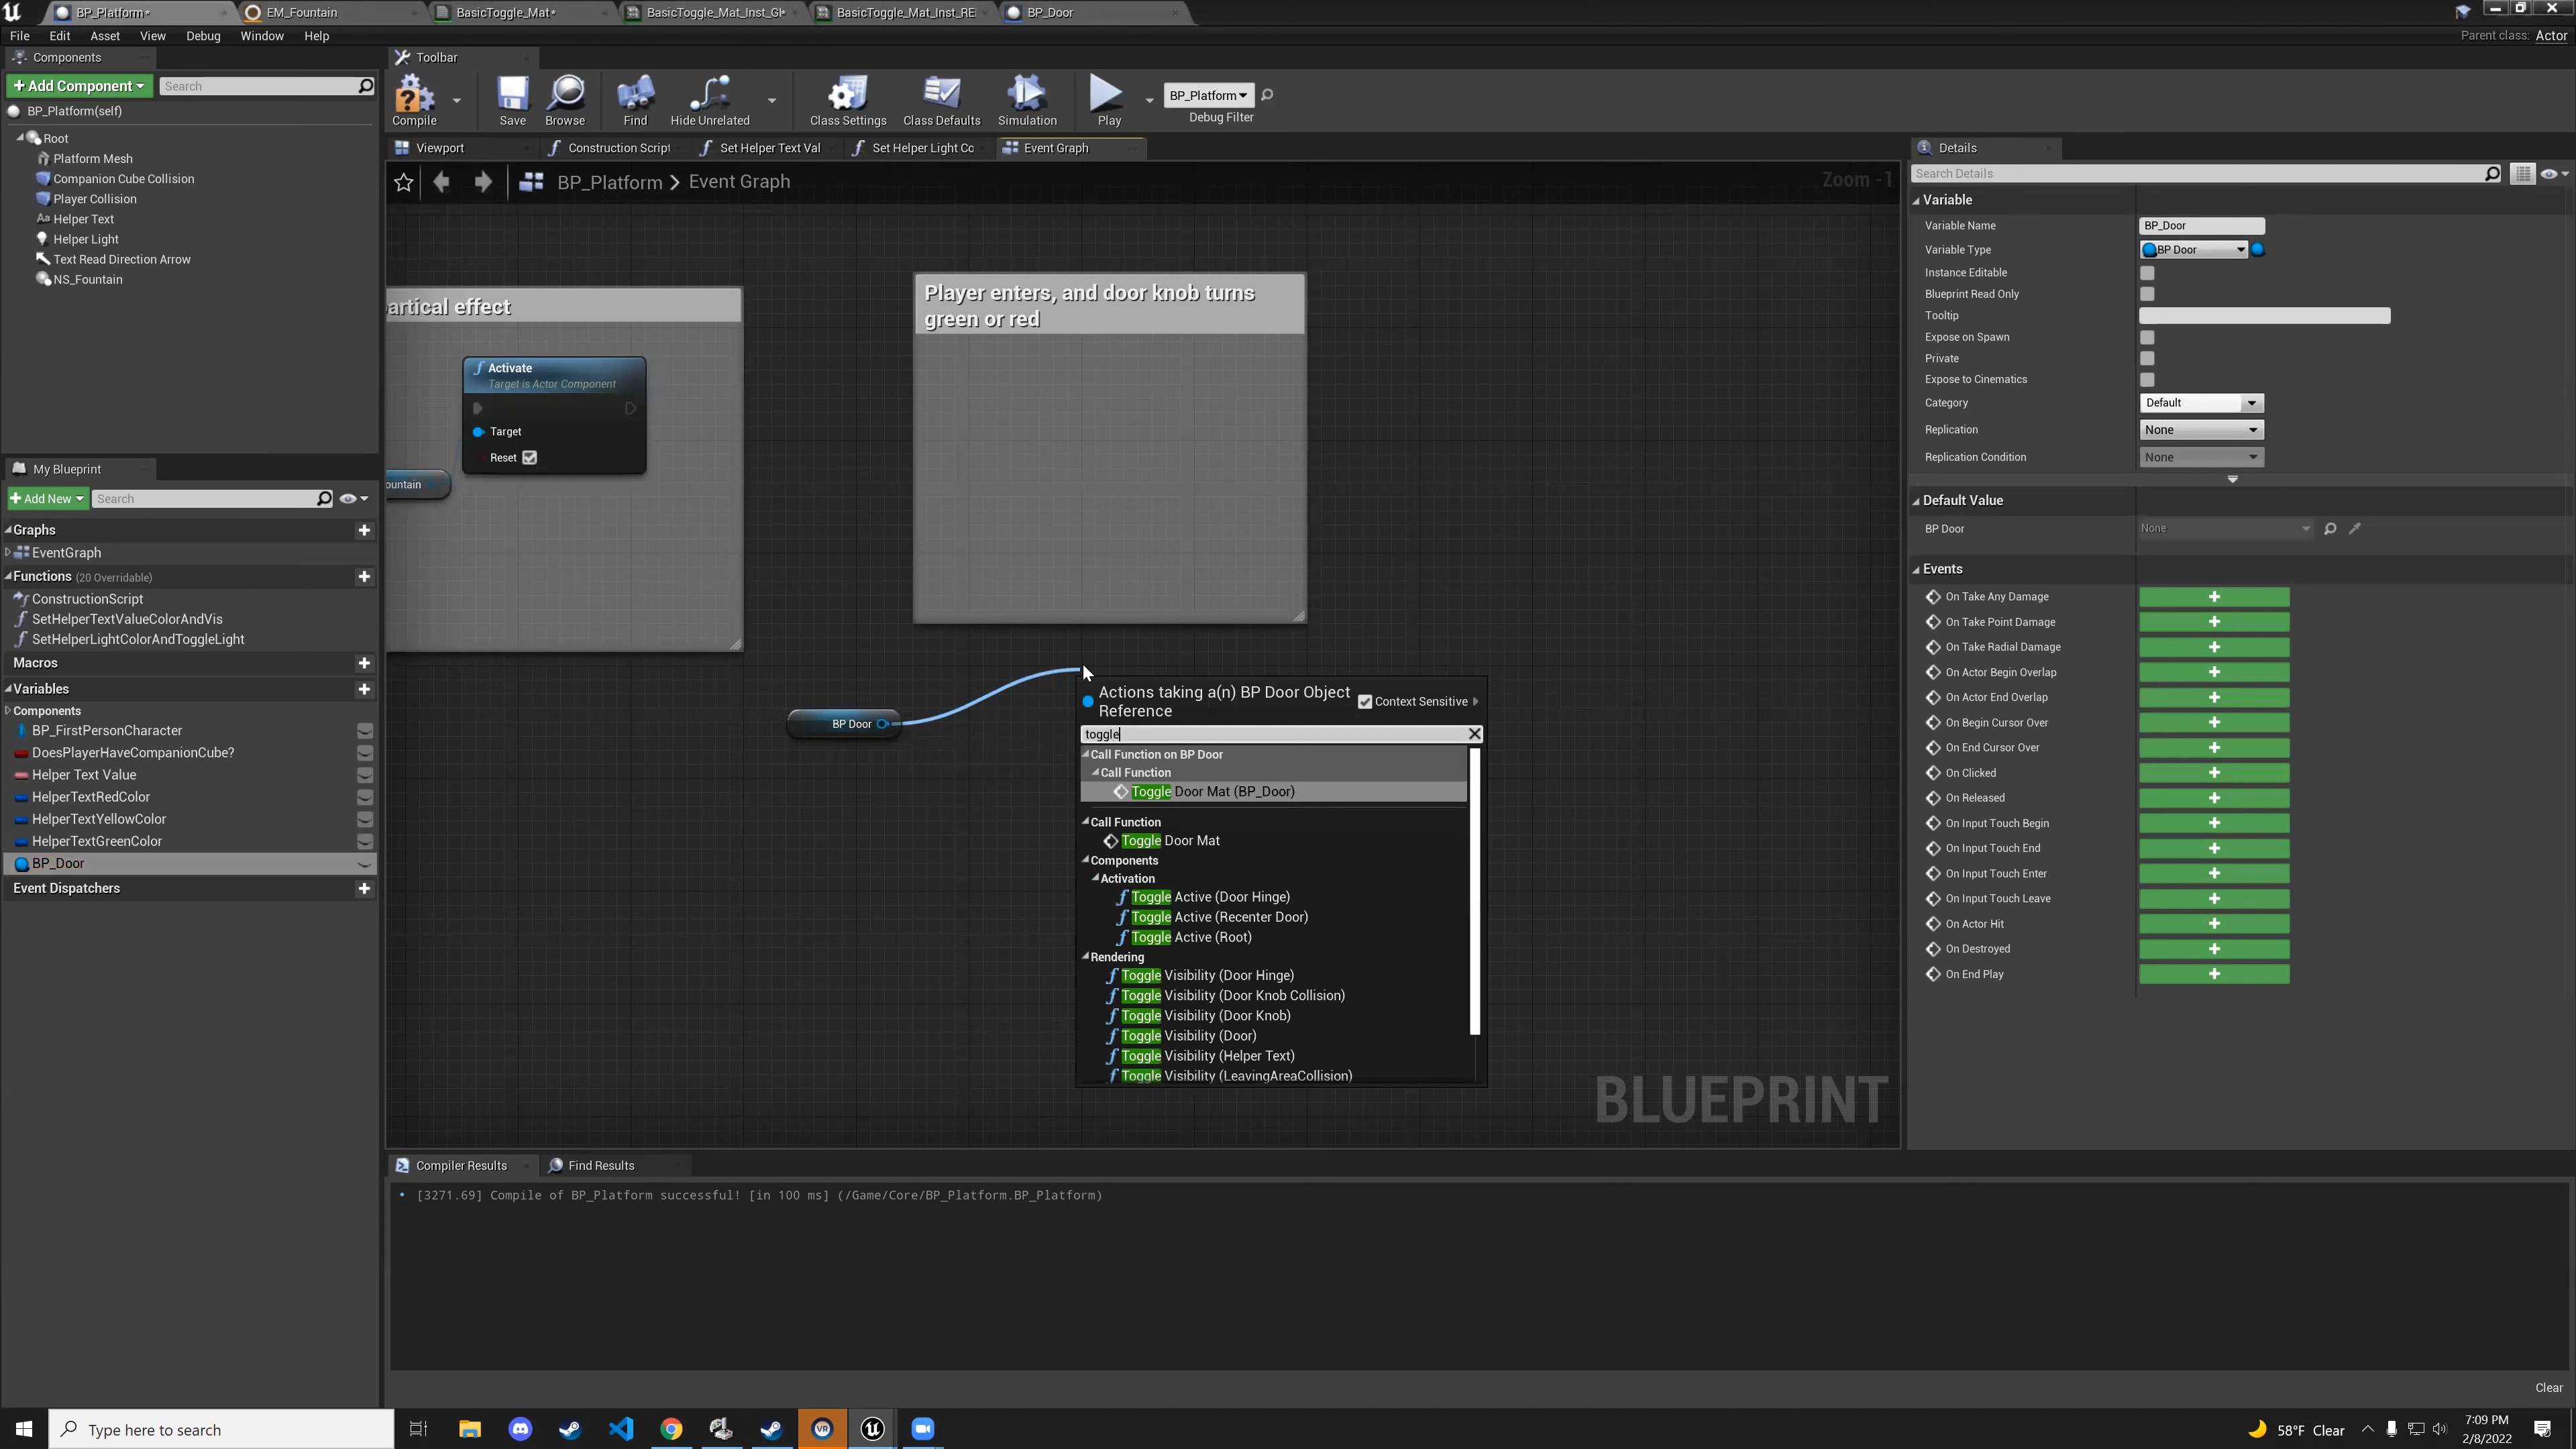 BP_Platform*
EM_Fountain
BasicToggle_Mat*
BasicToggle_Mat_Inst_GI*
BasicToggle_Mat_Inst_RE
BP_Door
File Edit Asset View Debug Window Help
Parent class: Actor
Components
Toolbar
+ Add Component
Search
BP_Platform(self)
Root
Platform Mesh
Companion Cube Collision
Player Collision
Aa Helper Text
Helper Light
Text Read Direction Arrow
NS_Fountain
Compile
Save
Browse
Find
Hide Unrelated
Class Settings
Class Defaults
Simulation
Play
BP_Platform
Debug Filter
Viewport
Construction Script
Set Helper Text Val
Set Helper Light Cc
Event Graph
BP_Platform > Event Graph
Zoom -1
artical effect
Activate
Target is Actor Component
Target
Reset
ountain
Player enters, and door knob turns
green or red
BP Door
Actions taking a(n) BP Door Object
Reference
Context Sensitive
toggle
Call Function on BP Door
Call Function
Toggle Door Mat (BP_Door)
Call Function
Toggle Door Mat
Components
Activation
Toggle Active (Door Hinge)
Toggle Active (Recenter Door)
Toggle Active (Root)
Rendering
Toggle Visibility (Door Hinge)
Toggle Visibility (Door Knob Collision)
Toggle Visibility (Door Knob)
Toggle Visibility (Door)
Toggle Visibility (Helper Text)
Toggle Visibility (LeavingAreaCollision)
BLUEPRINT
My Blueprint
+ Add New
Search
Graphs
EventGraph
Functions (20 Overridable)
ConstructionScript
SetHelperTextValueColorAndVis
SetHelperLightColorAndToggleLight
Macros
Variables
Components
BP_FirstPersonCharacter
DoesPlayerHaveCompanionCube?
Helper Text Value
HelperTextRedColor
HelperTextYellowColor
HelperTextGreenColor
BP_Door
Event Dispatchers
Details
Search Details
Variable
Variable Name BP_Door
Variable Type BP Door
Instance Editable
Blueprint Read Only
Tooltip
Expose on Spawn
Private
Expose to Cinematics
Category Default
Replication None
Replication Condition None
Default Value
BP Door None
Events
On Take Any Damage
On Take Point Damage
On Take Radial Damage
On Actor Begin Overlap
On Actor End Overlap
On Begin Cursor Over
On End Cursor Over
On Clicked
On Released
On Input Touch Begin
On Input Touch End
On Input Touch Enter
On Input Touch Leave
On Actor Hit
On Destroyed
On End Play
Compiler Results
Find Results
[3271.69] Compile of BP_Platform successful! [in 100 ms] (/Game/Core/BP_Platform.BP_Platform)
Clear
Type here to search
VR
58°F Clear
7:09 PM
2/8/2022